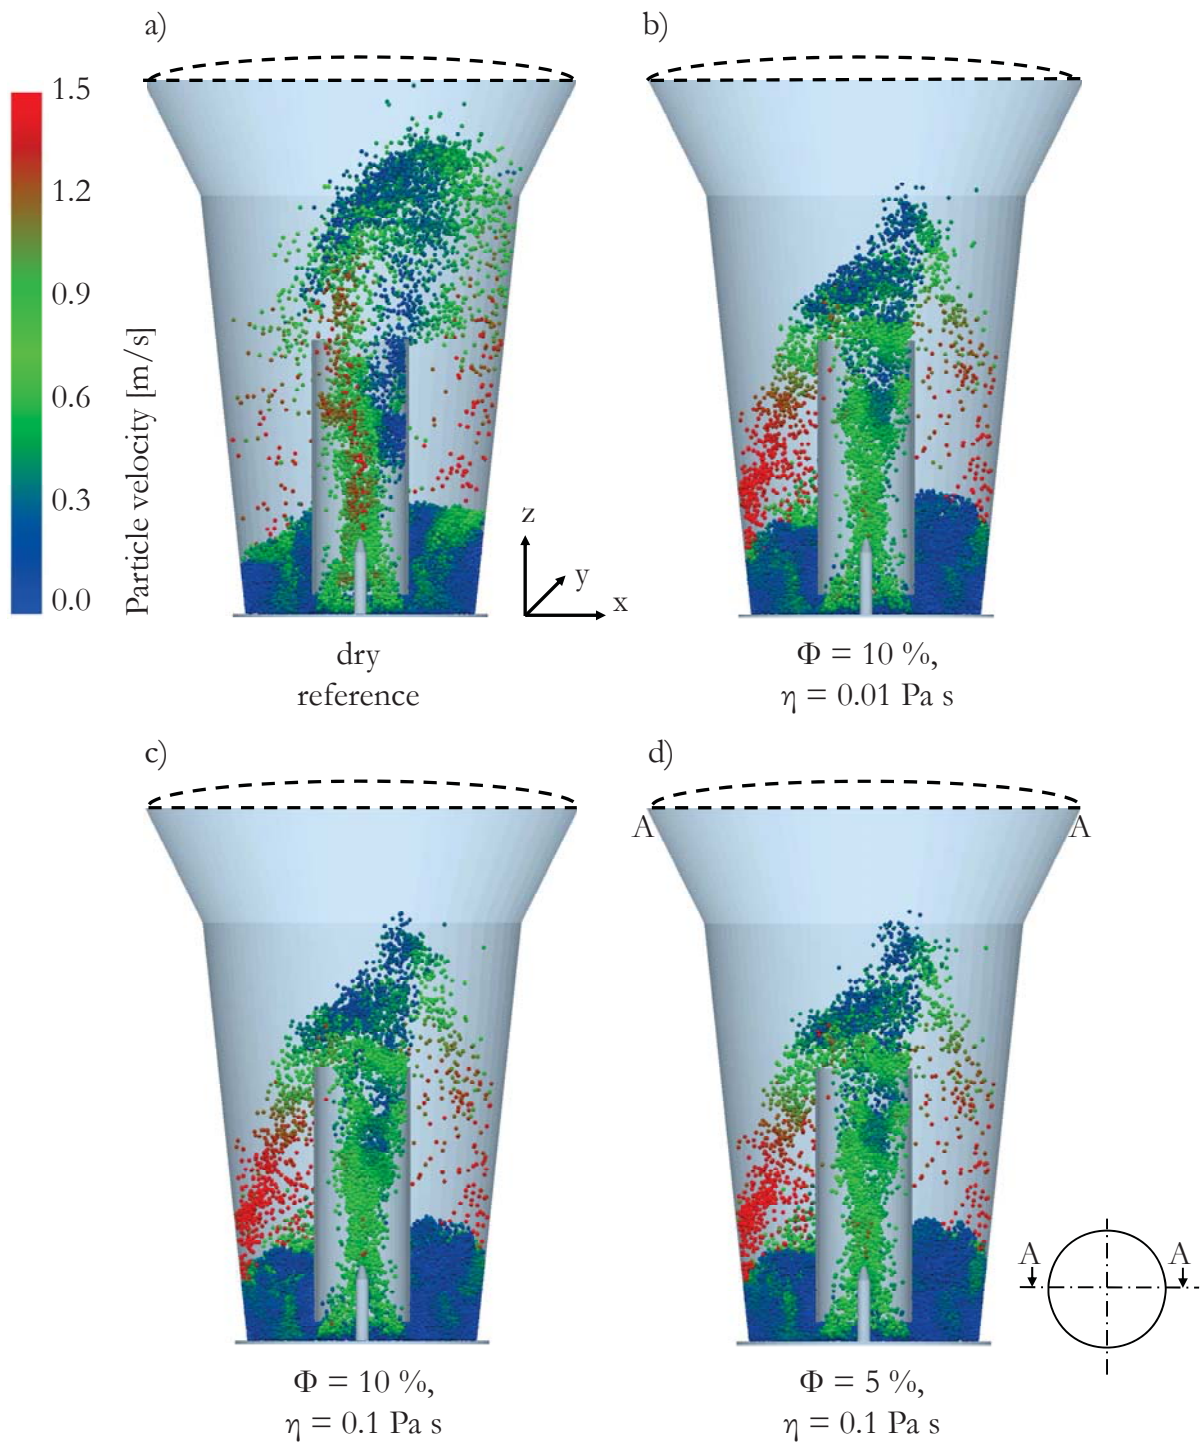 a)
b)
1.5
1.2
0.9
0.6
0.3
0.0
Particle velocity [m/s]
z
y
x
dry
reference
Φ = 10 %,
η = 0.01 Pa s
c)
d)
A
A
A
A
Φ = 10 %,
η = 0.1 Pa s
Φ = 5 %,
η = 0.1 Pa s